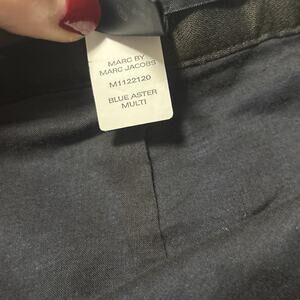 MARC BY
MARC JACOBS
M1122120
BLUE ASTER
MULTI